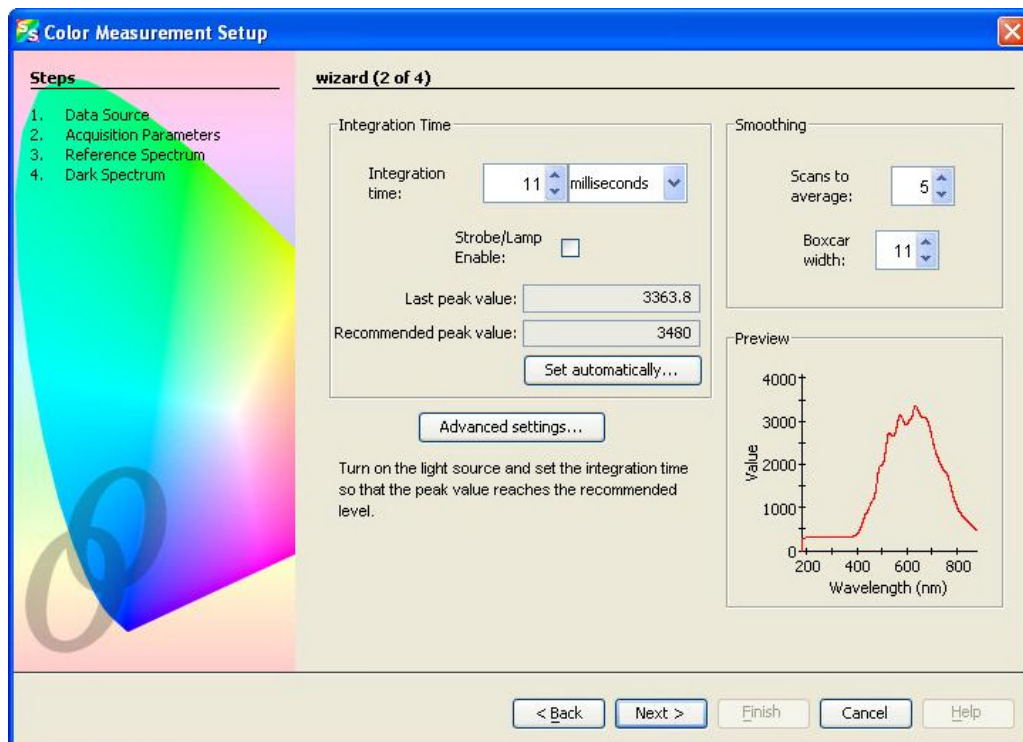 Color Measurement Setup
Steps
1. Data Source
2. Acquisition Parameters
3. Reference Spectrum
4. Dark Spectrum
wizard (2 of 4)
Integration Time
Integration
time:
11 milliseconds
Strobe/Lamp
Enable:
Last peak value: 3363.8
Recommended peak value: 3480
Set automatically...
Advanced settings...
Turn on the light source and set the integration time
so that the peak value reaches the recommended
level.
Smoothing
Scans to
average:
5
Boxcar
width:
11
Preview
4000
3000
2000
1000
0
Value
200 400 600 800
Wavelength (nm)
< Back
Next >
Finish
Cancel
Help